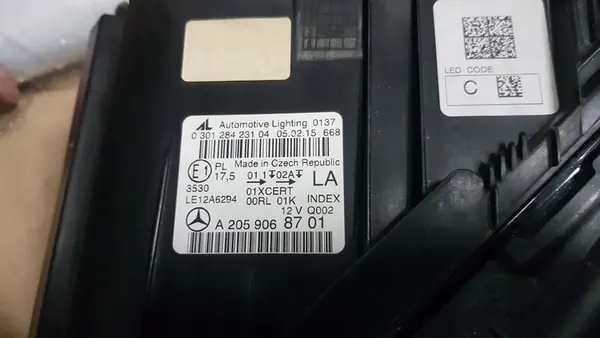 LED CODE
C
AL Automotive Lighting 0137
0 301 284 231 04 05.02.15 668
E1 PL Made in Czech Republic
17,5 01 1 02A LA
3530 01XCERT
LE12A6294 00RL 01K INDEX
12 V Q002
A 205 906 87 01